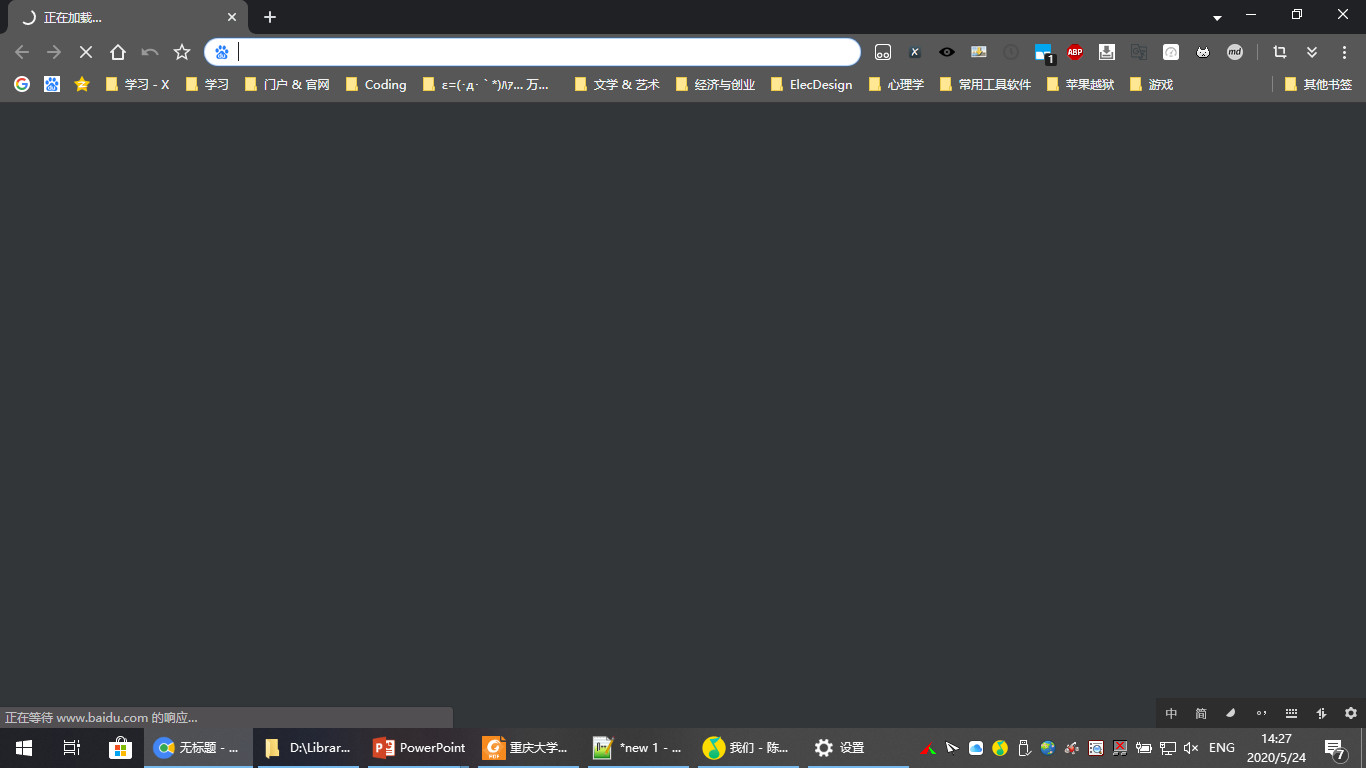 正在加载...
ABP
1
md
学习 - X
学习
门户 & 官网
Coding
ε=(･д･｀*)ﾊｧ… 万...
文学 & 艺术
经济与创业
ElecDesign
心理学
常用工具软件
苹果越狱
游戏
其他书签
正在等待 www.baidu.com 的响应...
中
简
无标题 - ...
D:\Librar...
PowerPoint
重庆大学...
*new 1 - ...
我们 - 陈...
设置
ENG
14:27
2020/5/24
7